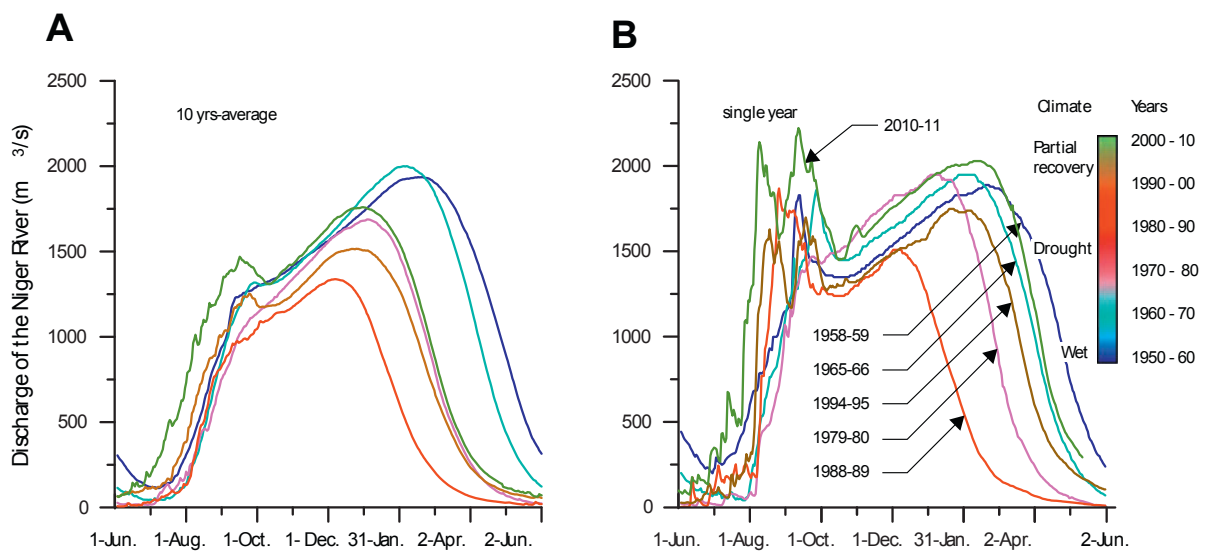 A
B
2500
2000
1500
1000
500
0
Discharge of the Niger River (m 3/s)
10 yrs-average
1-Jun. 1-Aug. 1-Oct. 1- Dec. 31-Jan. 2-Apr. 2-Jun.
2500
2000
1500
1000
500
0
single year
2010-11
1958-59
1965-66
1994-95
1979-80
1988-89
1-Jun. 1-Aug. 1-Oct. 1-Dec. 31-Jan. 2-Apr. 2-Jun.
Climate Years
Partial
recovery
Drought
Wet
2000 - 10
1990 - 00
1980 - 90
1970 - 80
1960 - 70
1950 - 60